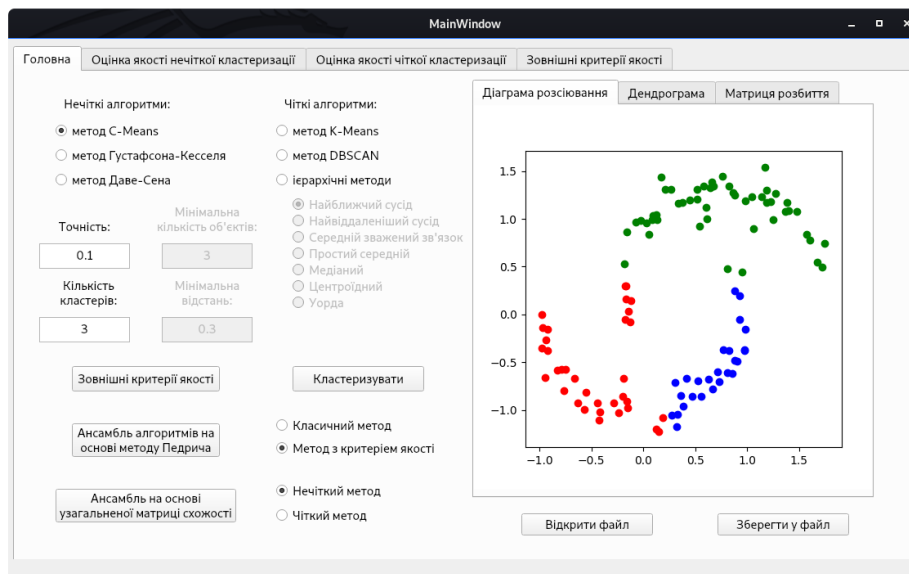 MainWindow
Головна
Оцінка якості нечіткої кластеризації
Оцінка якості чіткої кластеризації
Зовнішні критерії якості
Нечіткі алгоритми:
метод C-Means
метод Густафсона-Кесселя
метод Даве-Сена
Чіткі алгоритми:
метод K-Means
метод DBSCAN
ієрархічні методи
Найближчий сусід
Найвіддаленіший сусід
Середній зважений зв'язок
Простий середній
Медіаний
Центроїдний
Уорда
Точність:
0.1
Мінімальна
кількість об'єктів:
3
Кількість
кластерів:
3
Мінімальна
відстань:
0.3
Зовнішні критерії якості
Кластеризувати
Ансамбль алгоритмів на
основі методу Педрича
Класичний метод
Метод з критеріем якості
Ансамбль на основі
узагальненої матриці схожості
Нечіткий метод
Чіткий метод
Діаграма розсіювання
Дендрограма
Матриця розбиття
1.5
1.0
0.5
0.0
−0.5
−1.0
−1.0 −0.5 0.0 0.5 1.0 1.5
Відкрити файл
Зберегти у файл